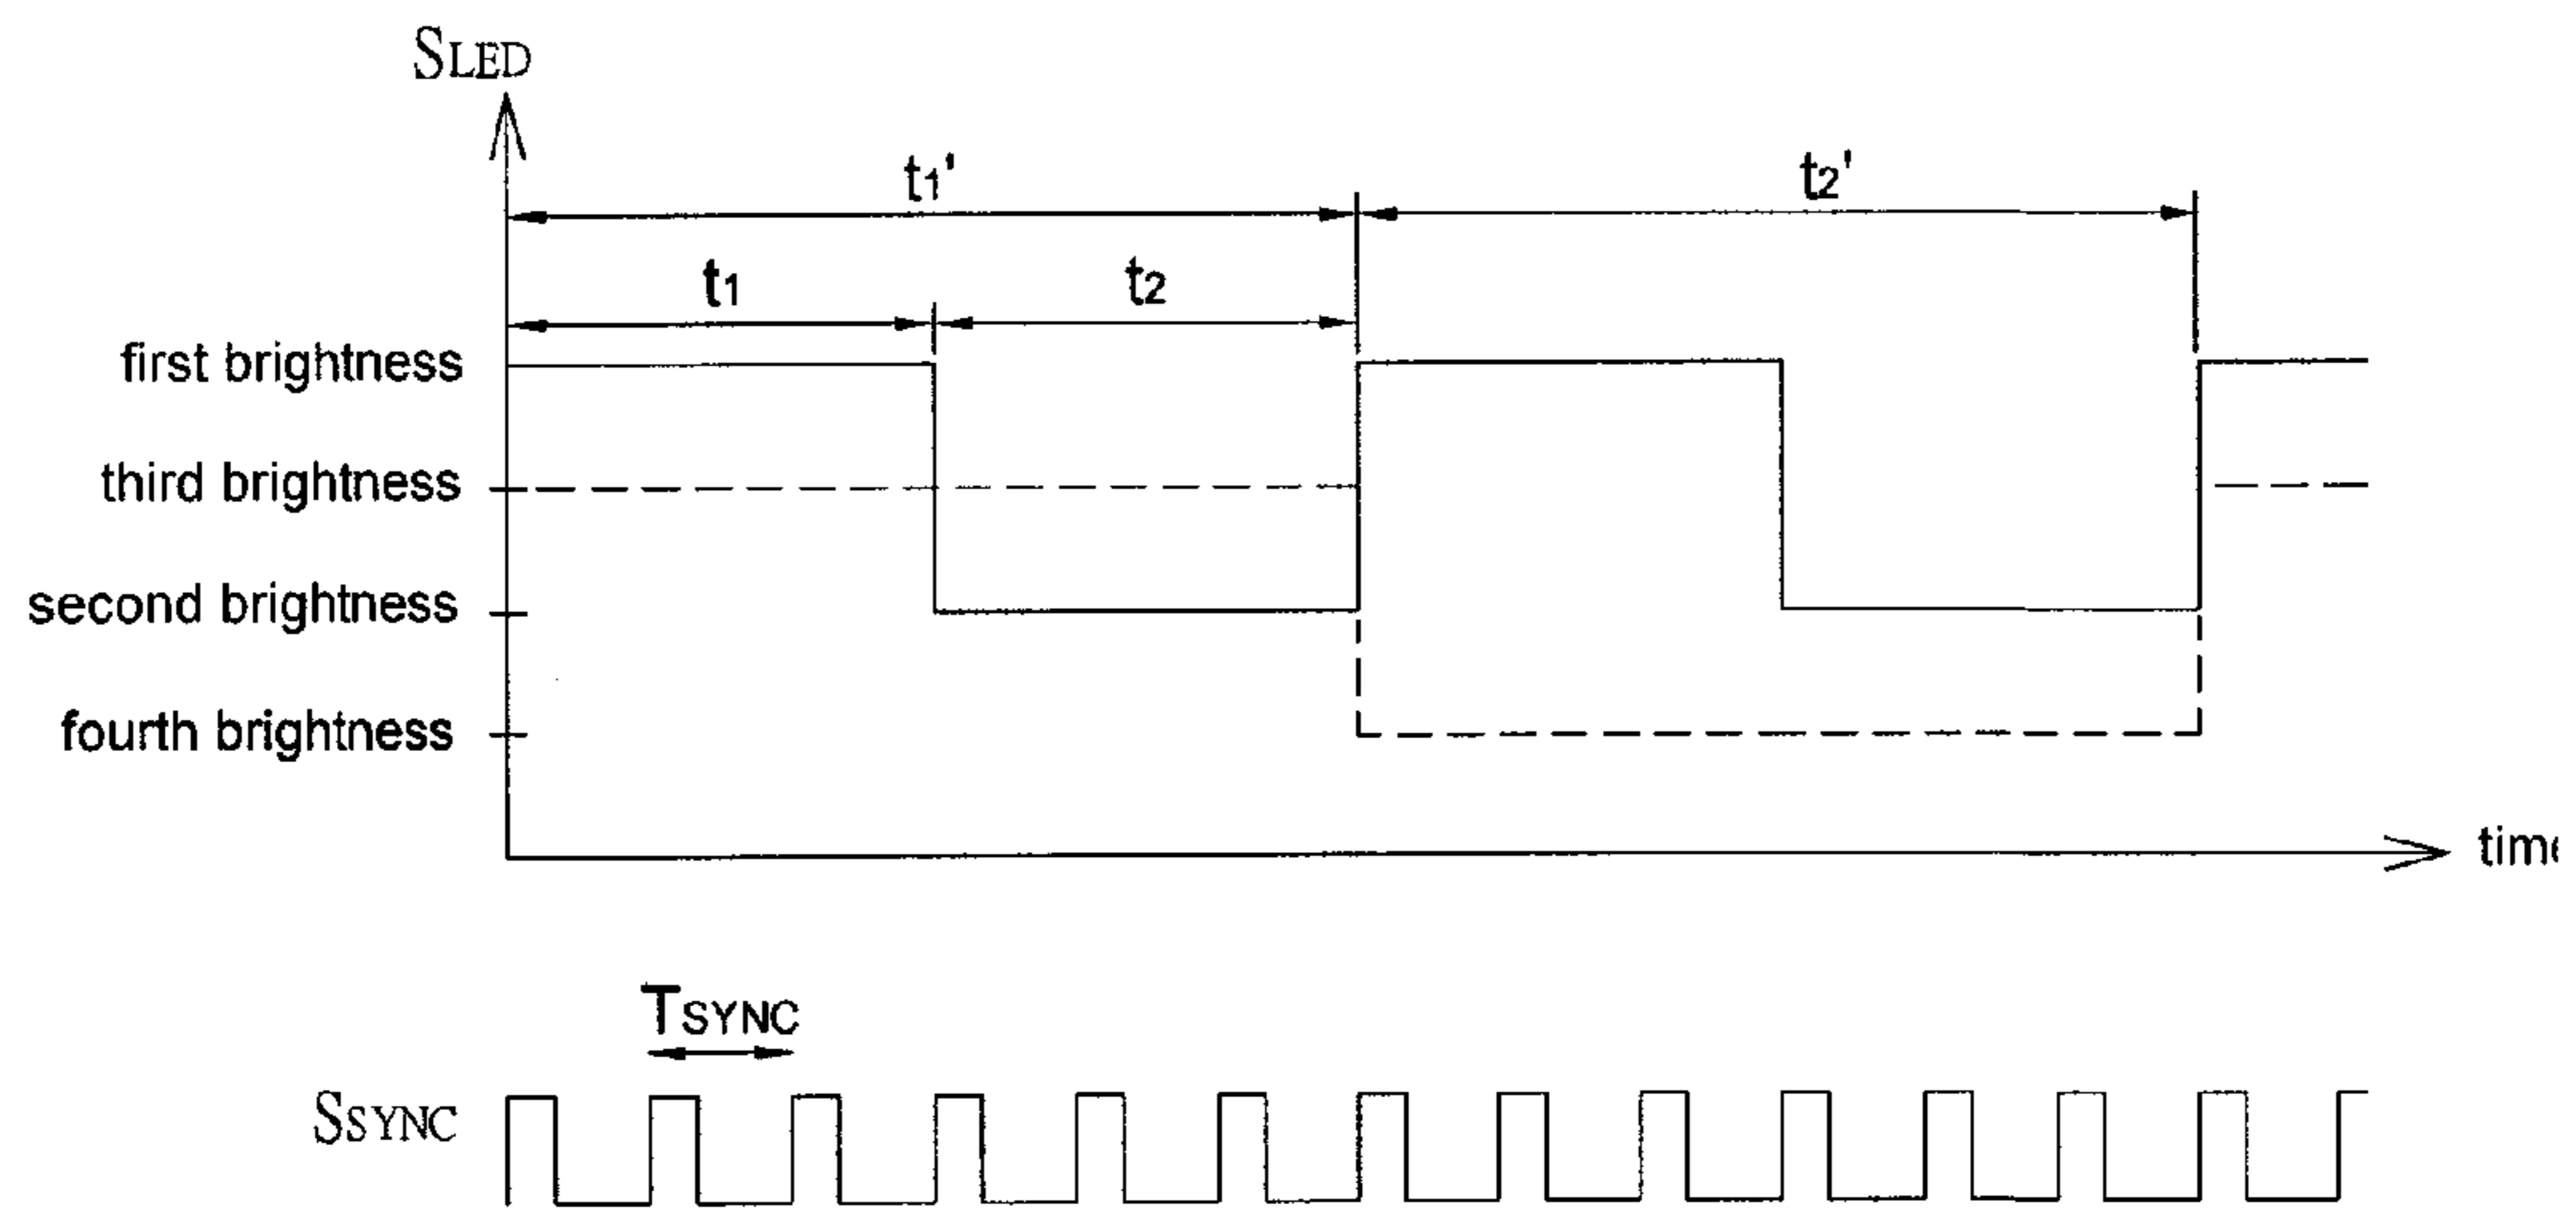 SLED
t1'
t2'
t1
t2
first brightness
third brightness
second brightness
fourth brightness
TSYNC
SSYNC